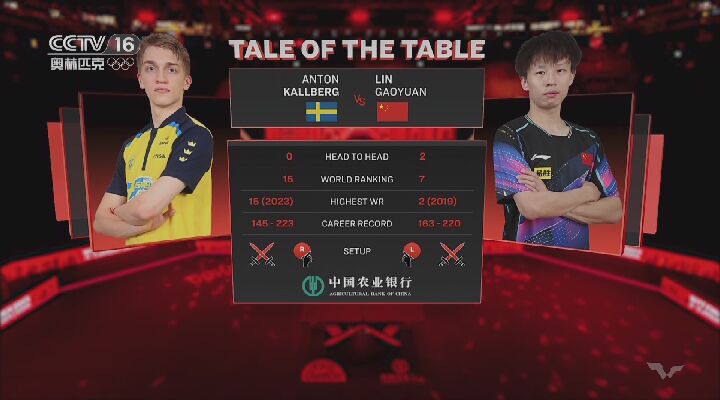 CCTV 16
奥林匹克
TALE OF THE TABLE
ANTON KALLBERG
VS
LIN GAOYUAN
0 HEAD TO HEAD 2
15 WORLD RANKING 7
15 (2023) HIGHEST WR 2 (2019)
145 - 223 CAREER RECORD 163 - 220
R SETUP L
中国农业银行
AGRICULTURAL BANK OF CHINA